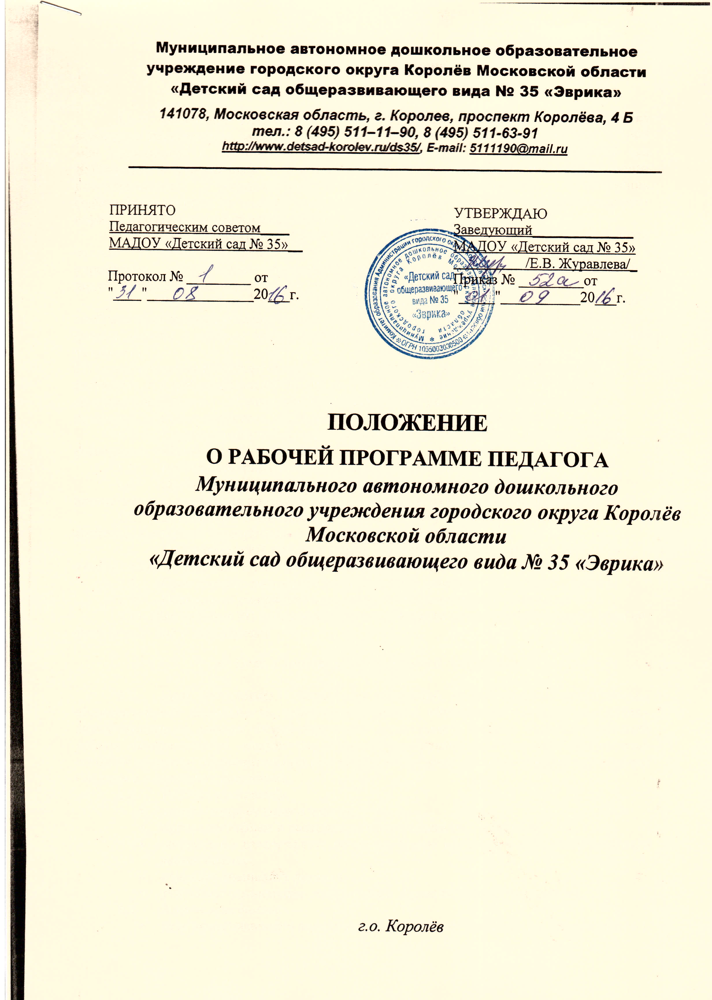 Муниципальное автономное дошкольное образовательное
учреждение городского округа Королёв Московской области
«Детский сад общеразвивающего вида № 35 «Эврика»
141078, Московская область, г. Королев, проспект Королёва, 4 Б
тел.: 8 (495) 511–11–90, 8 (495) 511-63-91
http://www.detsad-korolev.ru/ds35/, E-mail: 5111190@mail.ru
ПРИНЯТО
Педагогическим советом____
МАДОУ «Детский сад № 35»__
Протокол № 1 от
"31" 08 2016 г.
УТВЕРЖДАЮ
Заведующий
МАДОУ «Детский сад № 35»
/Е.В. Журавлева/
Приказ № 52а от
"01" 09 2016 г.
Комитет образования Администрации городского округа Королёв Московской области
ОГРН 1055003030500
Муниципальное автономное дошкольное образовательное учреждение
городского округа Королёв Московской области
«Детский сад
общеразвивающего
вида № 35
«Эврика»
ПОЛОЖЕНИЕ
О РАБОЧЕЙ ПРОГРАММЕ ПЕДАГОГА
Муниципального автономного дошкольного
образовательного учреждения городского округа Королёв
Московской области
«Детский сад общеразвивающего вида № 35 «Эврика»
г.о. Королёв